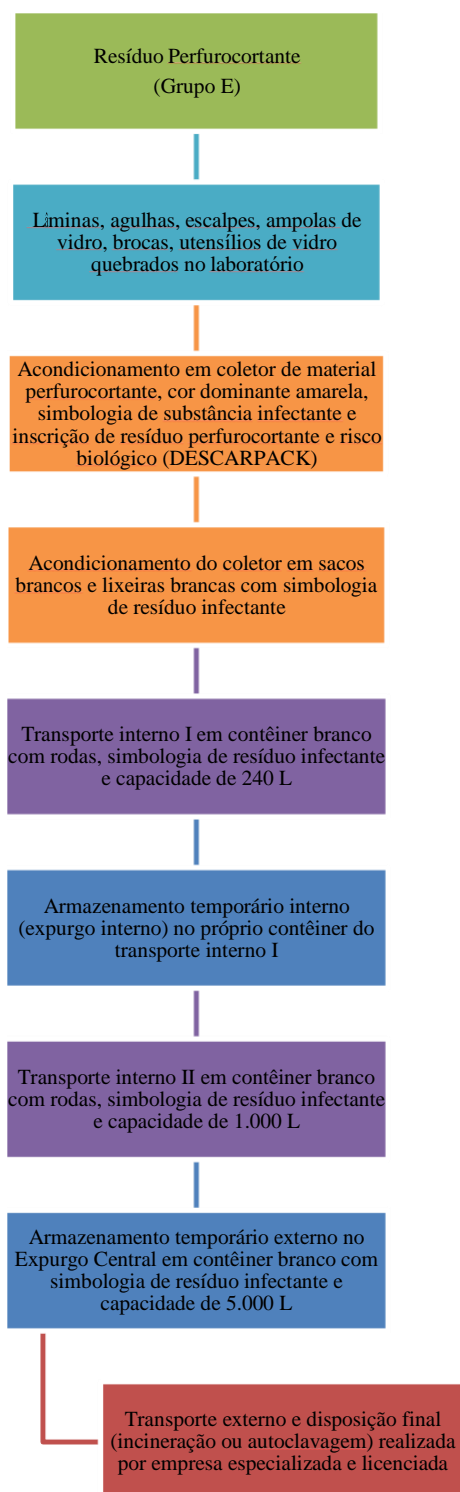 Resíduo Perfurocortante
(Grupo E)
Lâminas, agulhas, escalpes, ampolas de
vidro, brocas, utensílios de vidro
quebrados no laboratório
Acondicionamento em coletor de material
perfurocortante, cor dominante amarela,
simbologia de substância infectante e
inscrição de resíduo perfurocortante e risco
biológico (DESCARPACK)
Acondicionamento do coletor em sacos
brancos e lixeiras brancas com simbologia
de resíduo infectante
Transporte interno I em contêiner branco
com rodas, simbologia de resíduo infectante
e capacidade de 240 L
Armazenamento temporário interno
(expurgo interno) no próprio contêiner do
transporte interno I
Transporte interno II em contêiner branco
com rodas, simbologia de resíduo infectante
e capacidade de 1.000 L
Armazenamento temporário externo no
Expurgo Central em contêiner branco com
simbologia de resíduo infectante e
capacidade de 5.000 L
Transporte externo e disposição final
(incineração ou autoclavagem) realizada
por empresa especializada e licenciada